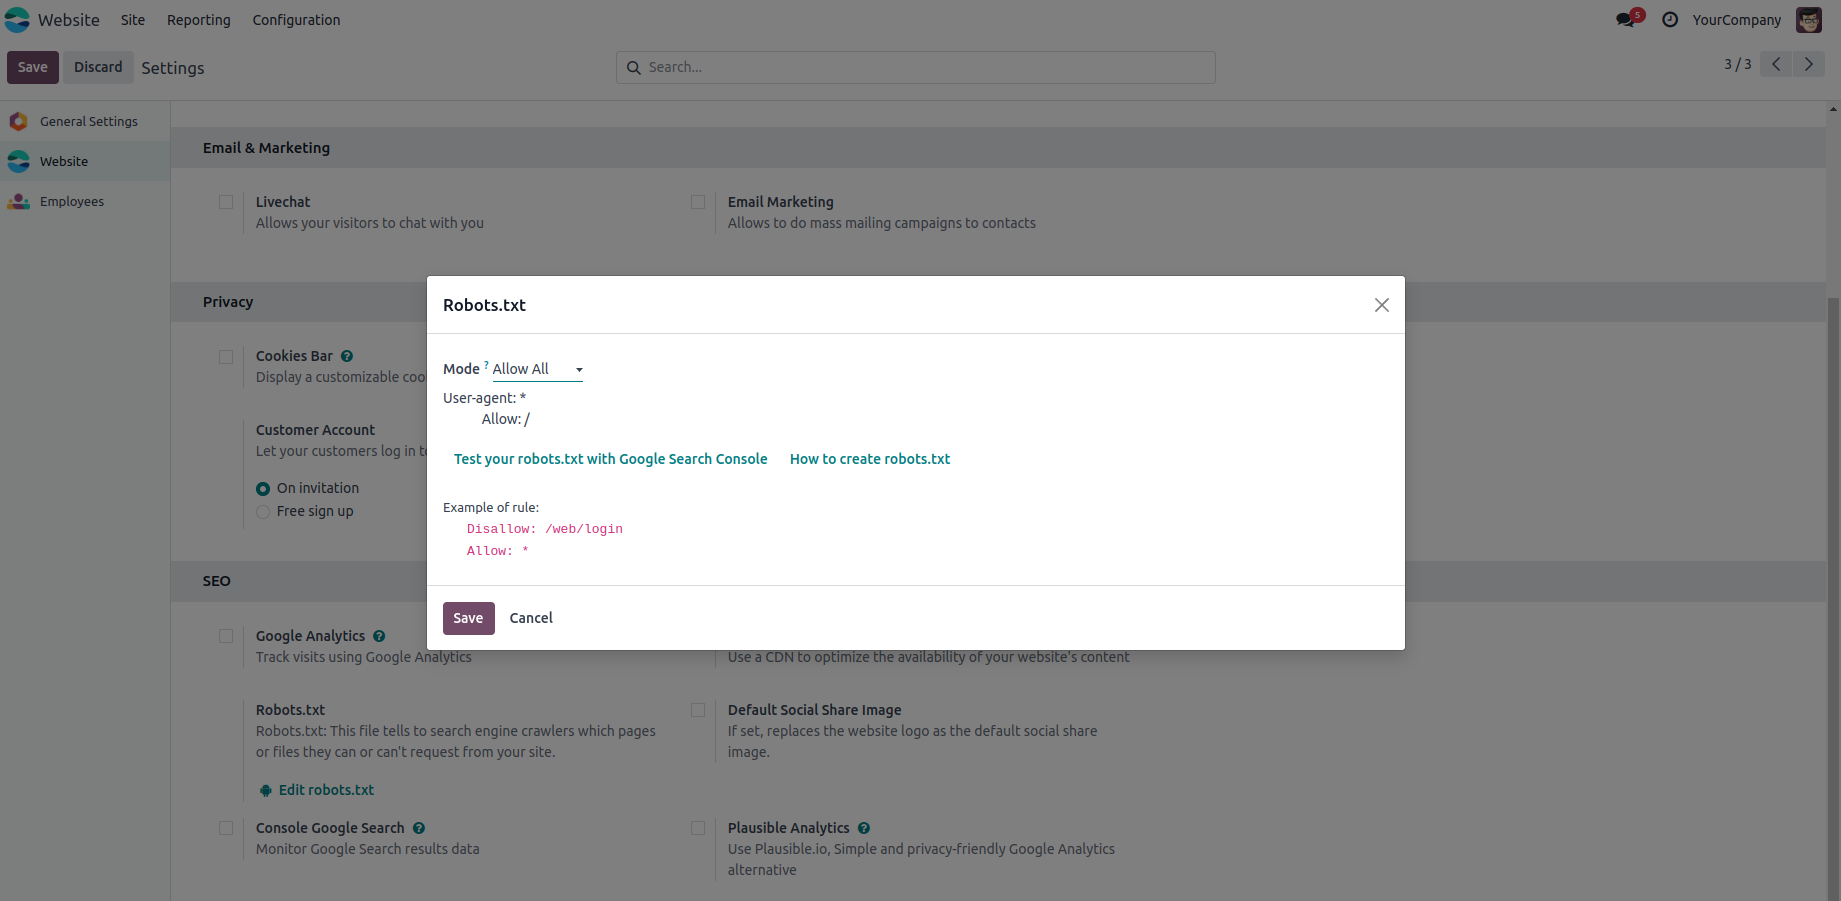 Website Site Reporting Configuration 5 YourCompany
Save Discard Settings Search... 3 / 3
General Settings
Website
Employees
Email & Marketing
Livechat
Allows your visitors to chat with you
Email Marketing
Allows to do mass mailing campaigns to contacts
Privacy
Cookies Bar ?
Display a customizable coo
Customer Account
Let your customers log in t
On invitation
Free sign up
Robots.txt
Mode ? Allow All
User-agent: *
Allow: /
Test your robots.txt with Google Search Console How to create robots.txt
Example of rule:
Disallow: /web/login
Allow: *
Save Cancel
SEO
Google Analytics ?
Track visits using Google Analytics
Use a CDN to optimize the availability of your website's content
Robots.txt
Robots.txt: This file tells to search engine crawlers which pages
or files they can or can't request from your site.
Edit robots.txt
Default Social Share Image
If set, replaces the website logo as the default social share
image.
Console Google Search ?
Monitor Google Search results data
Plausible Analytics ?
Use Plausible.io, Simple and privacy-friendly Google Analytics
alternative